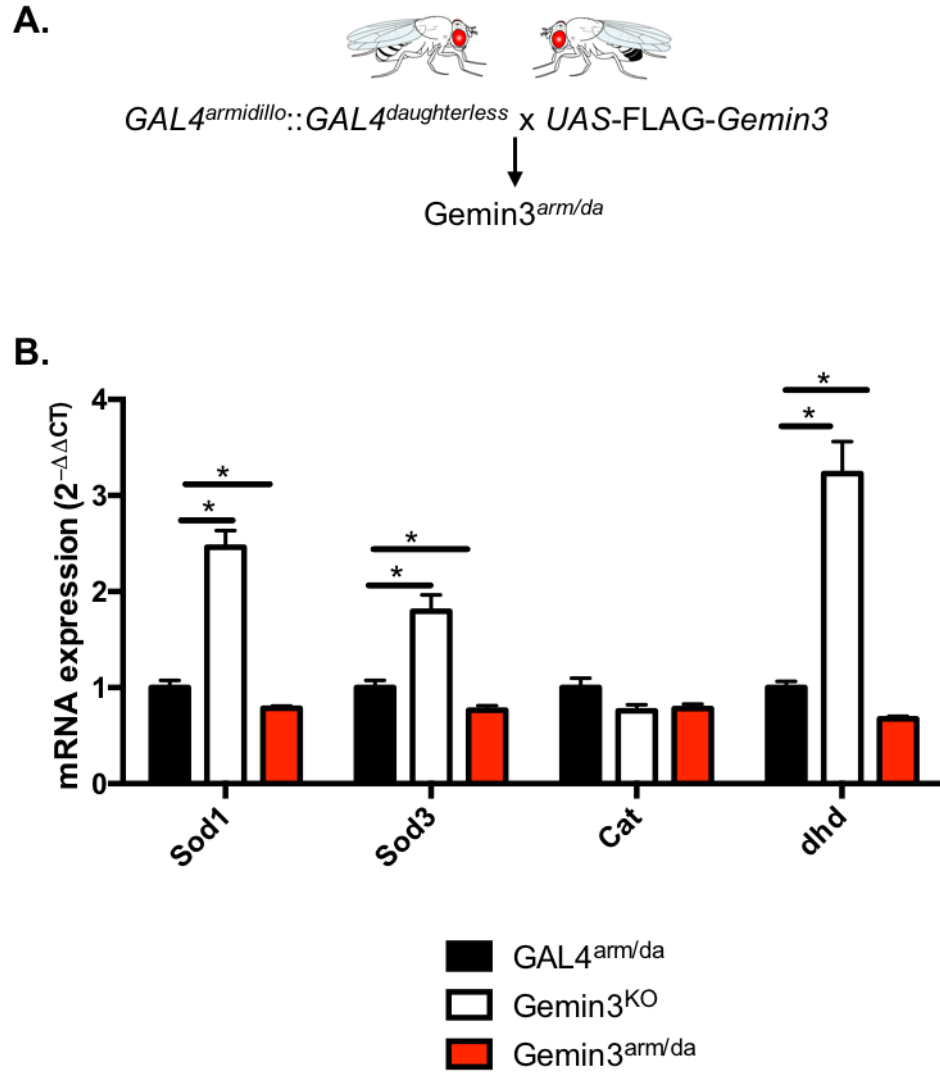 A.
GAL4armidillo::GAL4daughterless x UAS-FLAG-Gemin3
Gemin3arm/da
B.
mRNA expression (2−ΔΔCT)
4
3
2
1
0
* * * * * *
Sod1 Sod3 Cat dhd
GAL4arm/da
Gemin3KO
Gemin3arm/da